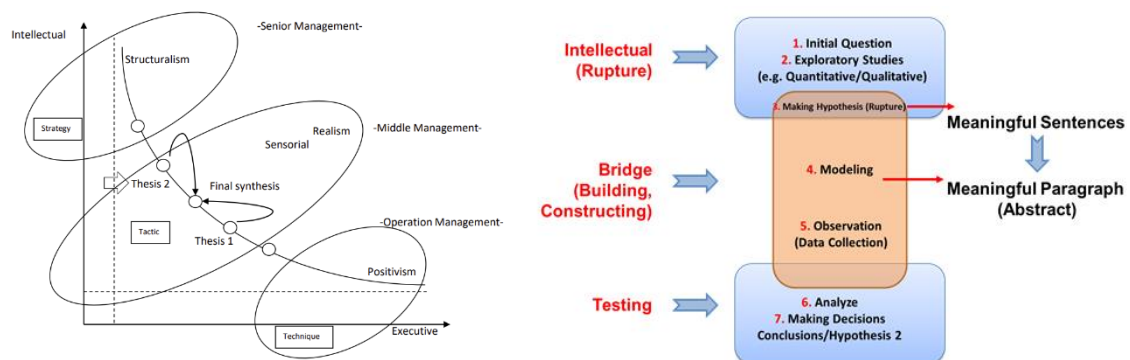 Intellectual
-Senior Management-
Structuralism
Strategy
Realism
-Middle Management-
Sensorial
Thesis 2
Final synthesis
-Operation Management-
Tactic
Thesis 1
Positivism
Executive
Technique
Intellectual
(Rupture)
1. Initial Question
2. Exploratory Studies
(e.g. Quantitative/Qualitative)
3. Making Hypothesis (Rupture)
Meaningful Sentences
Bridge
(Building,
Constructing)
4. Modeling
Meaningful Paragraph
(Abstract)
5. Observation
(Data Collection)
Testing
6. Analyze
7. Making Decisions
Conclusions/Hypothesis 2